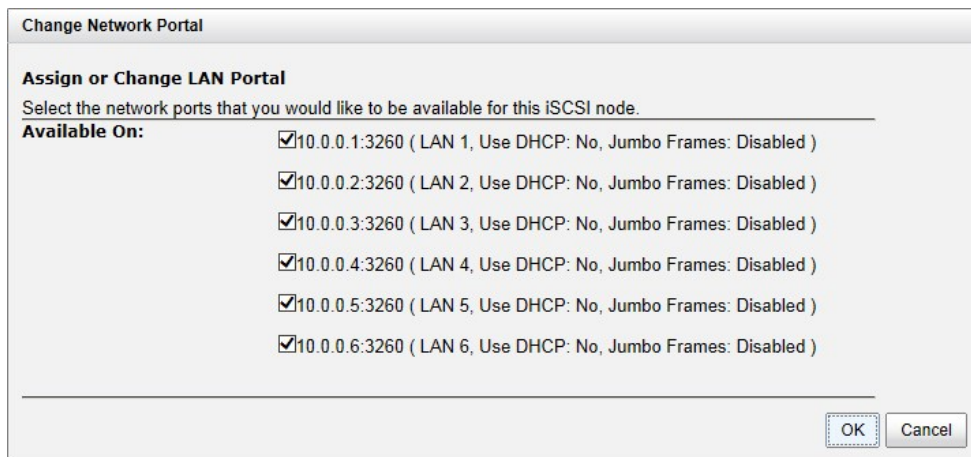 Change Network Portal
Assign or Change LAN Portal
Select the network ports that you would like to be available for this iSCSI node.
Available On:
10.0.0.1:3260 ( LAN 1, Use DHCP: No, Jumbo Frames: Disabled )
10.0.0.2:3260 ( LAN 2, Use DHCP: No, Jumbo Frames: Disabled )
10.0.0.3:3260 ( LAN 3, Use DHCP: No, Jumbo Frames: Disabled )
10.0.0.4:3260 ( LAN 4, Use DHCP: No, Jumbo Frames: Disabled )
10.0.0.5:3260 ( LAN 5, Use DHCP: No, Jumbo Frames: Disabled )
10.0.0.6:3260 ( LAN 6, Use DHCP: No, Jumbo Frames: Disabled )
OK Cancel